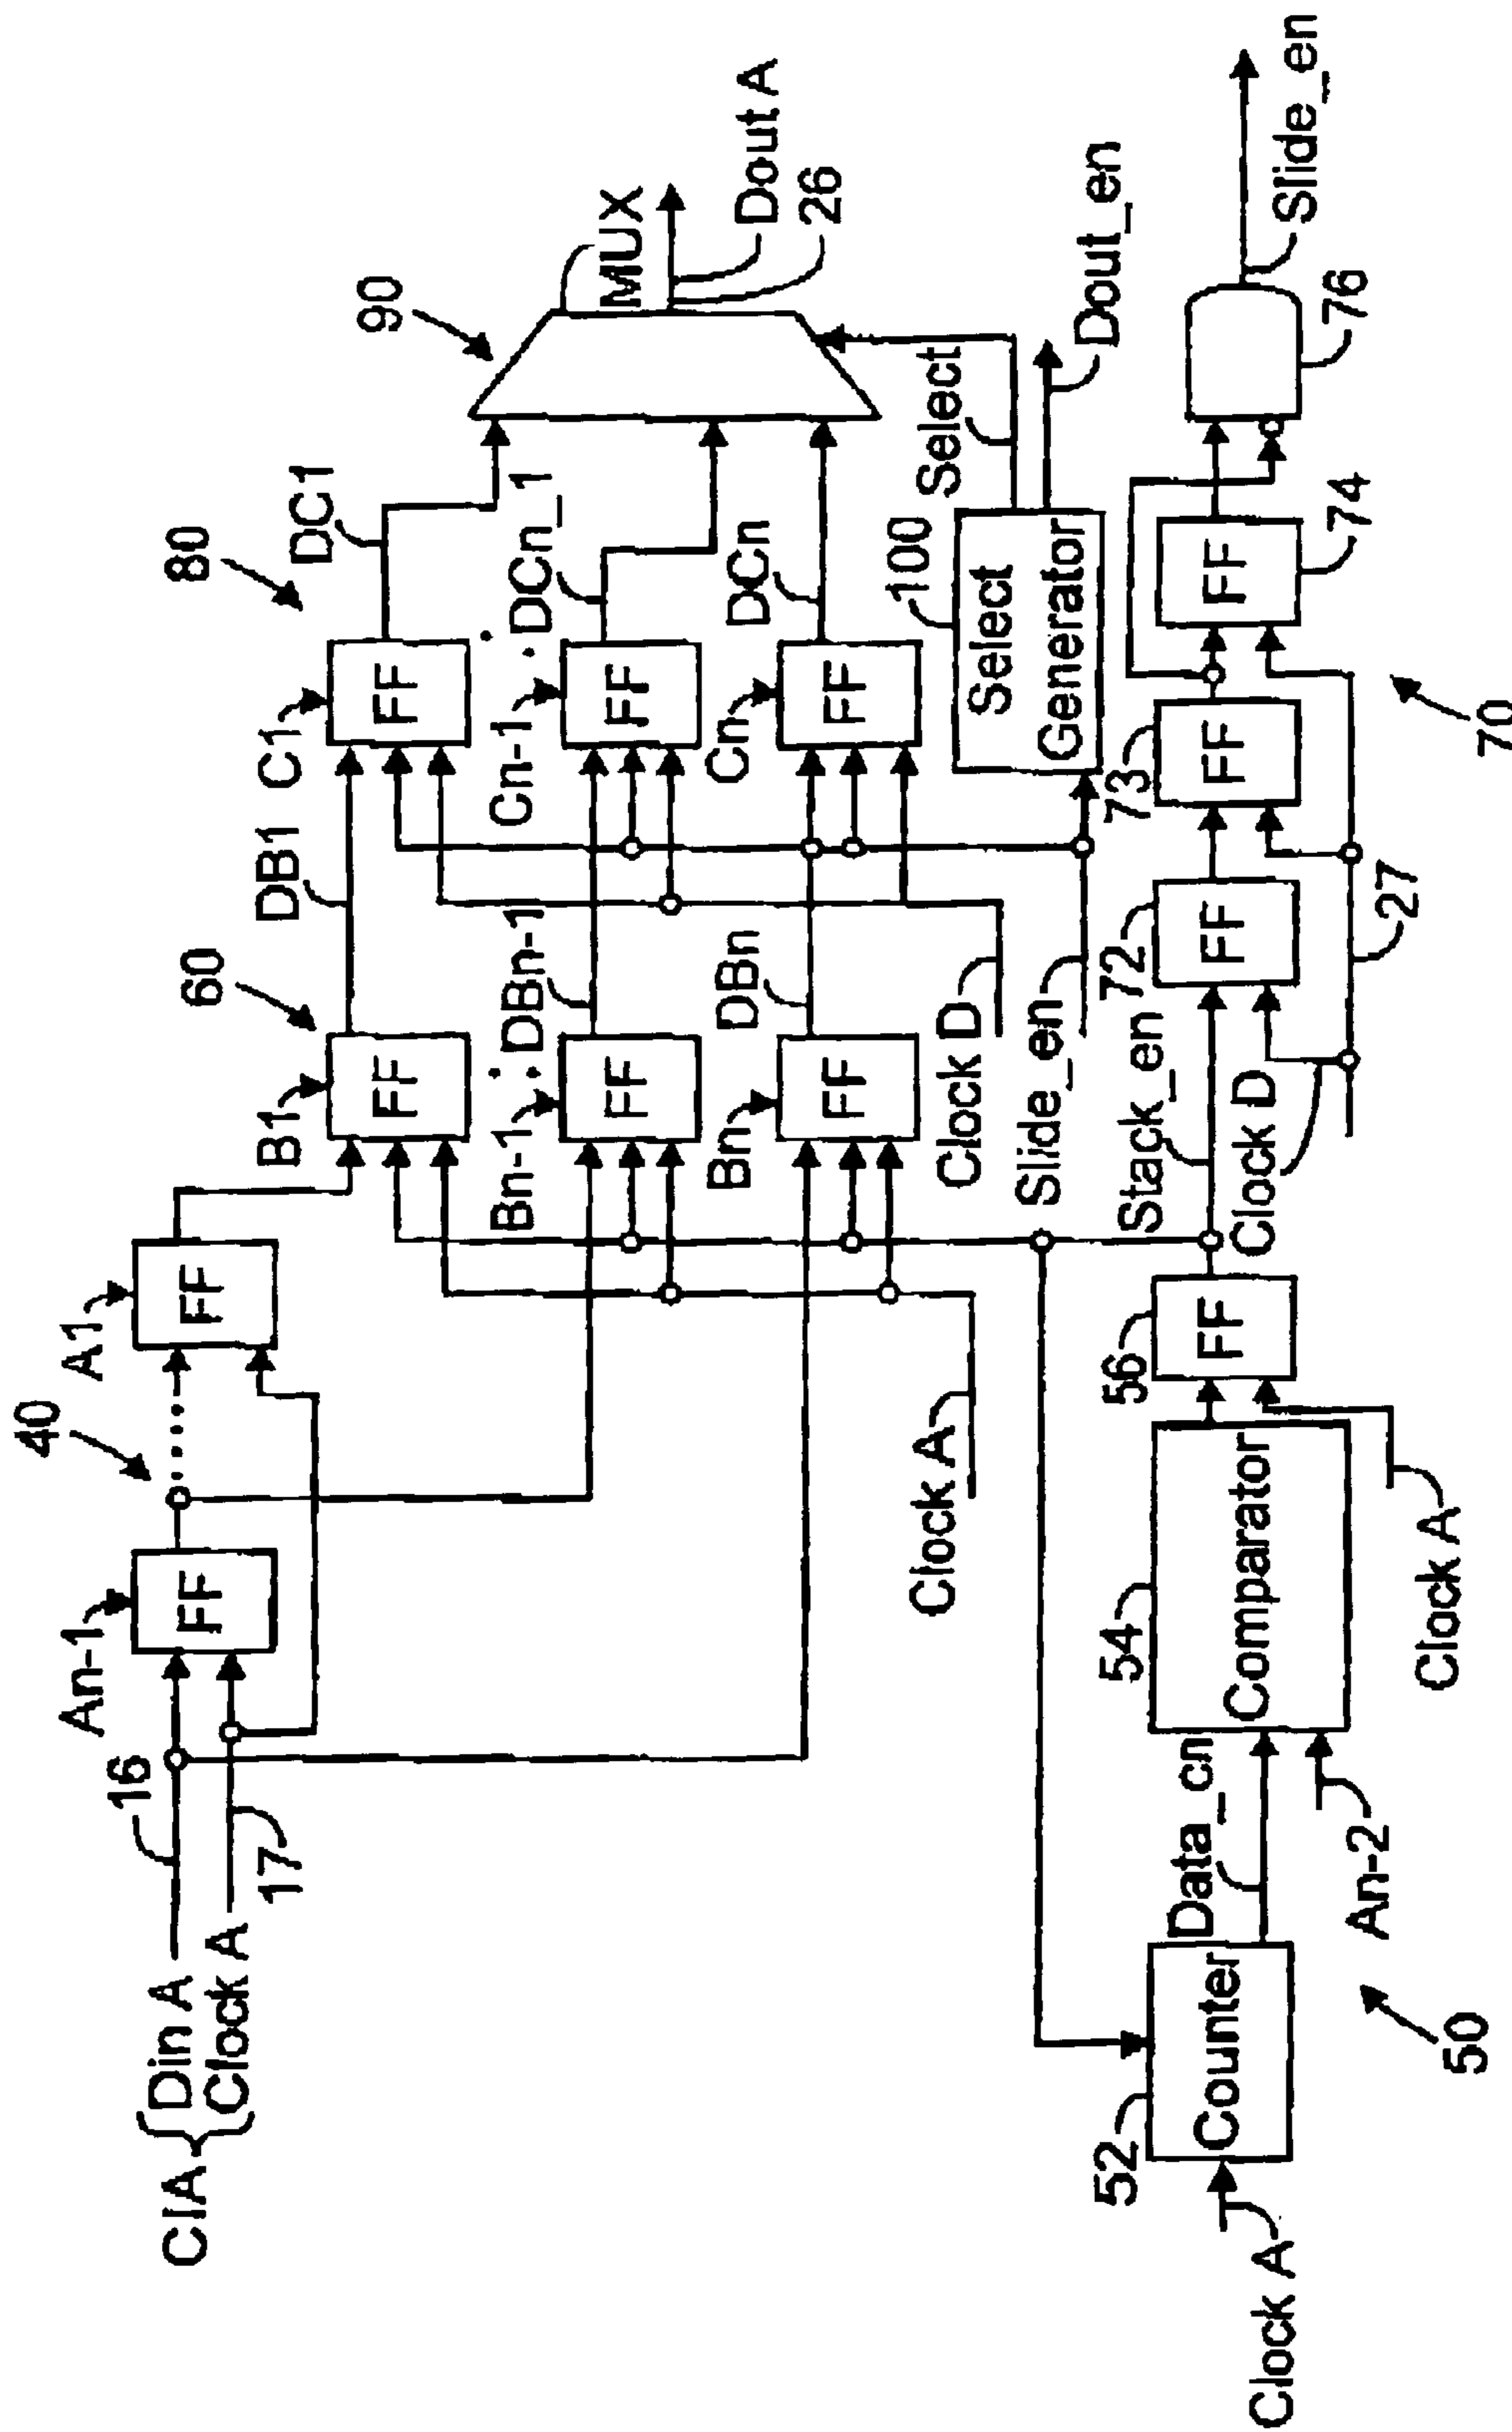 40
An-1
FF
A1
FF
CIA { Din A
Clock A
16
17
60
B1
FF
DB1
80
C1
FF
DC1
90
MUX
Dout A
26
Bn-1
FF
DBn-1
Cn-1
FF
DCn_1
Bn
FF
DBn
Cn
FF
DCn
Clock A
Clock D
Slide_en
100
Select
Generator
Select
Dout_en
Clock A
52
Counter
Data_cn
An-2
54
Comparator
Clock A
56
FF
Stack_en
Clock D
72
FF
73
FF
74
FF
76
Slide_en
27
50
70